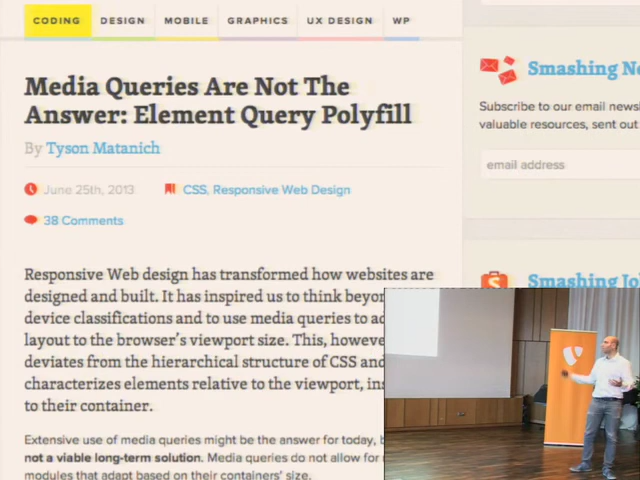 CODING DESIGN MOBILE GRAPHICS UX DESIGN WP
Media Queries Are Not The
Answer: Element Query Polyfill
By Tyson Matanich
June 25th, 2013 CSS, Responsive Web Design
38 Comments
Responsive Web design has transformed how websites are
designed and built. It has inspired us to think
device classifications and to use media queries to
layout to the browser's viewport size. This,
deviates from the hierarchical structure of CSS and
characterizes elements relative to the viewport,
to their container.
Extensive use of media queries might be the answer for today,
not a viable long-term solution. Media queries do not allow for
modules that adapt based on their containers' size.
Smashing
Subscribe to our email
valuable resources, sent out
email address
Smashing